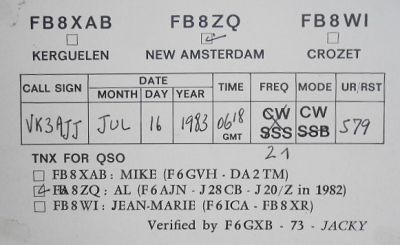 FB8XAB FB8ZQ FB8WI
KERGUELEN NEW AMSTERDAM CROZET
CALL SIGN DATE TIME FREQ MODE UR/RST
MONTH DAY YEAR
VK3AJJ JUL 16 1983 0618 GMT CW SSS CW SSB 579
21
TNX FOR QSO
FB8XAB: MIKE (F6GVH - DA2TM)
FB8ZQ: AL (F6AJN - J28CB - J20/Z in 1982)
FB8WI: JEAN-MARIE (F6ICA - FB8XR)
Verified by F6GXB - 73 - JACKY